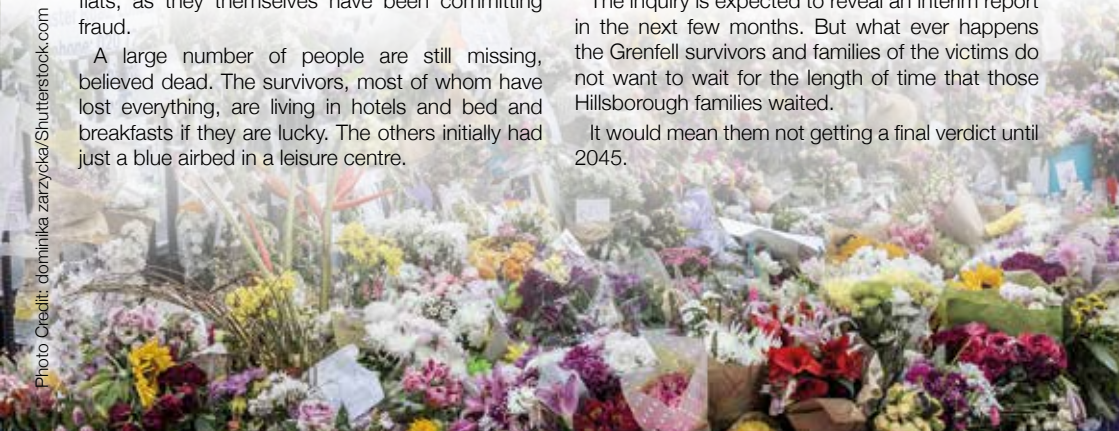 flats, as they themselves have been committing
fraud.
A large number of people are still missing,
believed dead. The survivors, most of whom have
lost everything, are living in hotels and bed and
breakfasts if they are lucky. The others initially had
just a blue airbed in a leisure centre.
The inquiry is expected to reveal an interim report
in the next few months. But what ever happens
the Grenfell survivors and families of the victims do
not want to wait for the length of time that those
Hillsborough families waited.
It would mean them not getting a final verdict until
2045.
Photo Credit: dominika zarzycka/Shutterstock.com